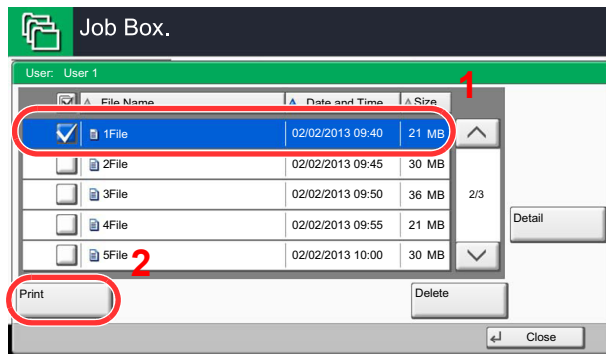 Job Box.
User: User 1
1
File Name Date and Time Size
1File 02/02/2013 09:40 21 MB
2File 02/02/2013 09:45 30 MB
3File 02/02/2013 09:50 36 MB 2/3
4File 02/02/2013 09:55 21 MB
Detail
5File 02/02/2013 10:00 30 MB
2
Print Delete
Close